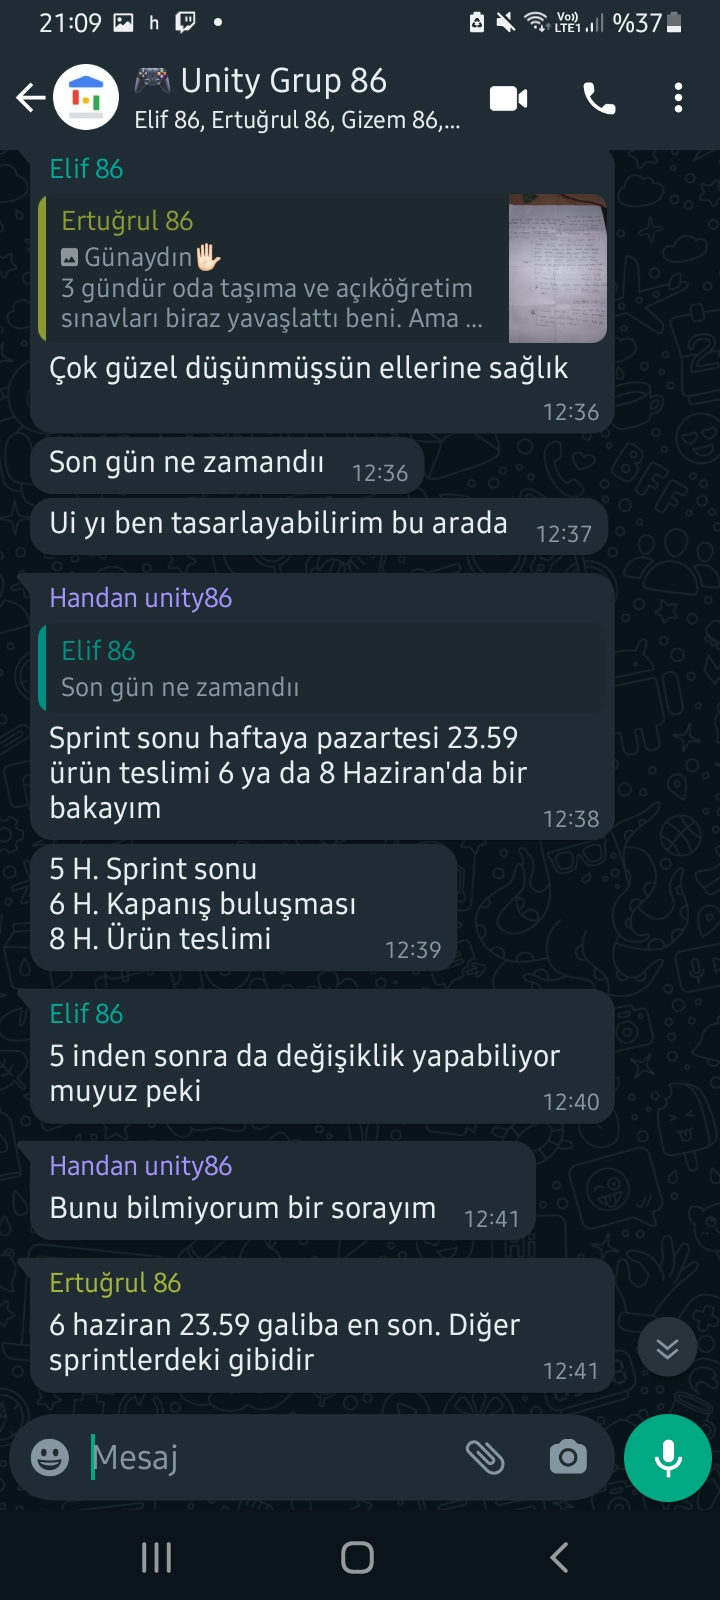 21:09 h Vo)) LTE1 %37
🎮 Unity Grup 86
Elif 86, Ertuğrul 86, Gizem 86,...
Elif 86
Ertuğrul 86
Günaydın🖐🏻
3 gündür oda taşıma ve açıköğretim
sınavları biraz yavaşlattı beni. Ama ...
Çok güzel düşünmüşsün ellerine sağlık
12:36
Son gün ne zamandıı 12:36
Ui yı ben tasarlayabilirim bu arada 12:37
Handan unity86
Elif 86
Son gün ne zamandıı
Sprint sonu haftaya pazartesi 23.59
ürün teslimi 6 ya da 8 Haziran'da bir
bakayım 12:38
5 H. Sprint sonu
6 H. Kapanış buluşması
8 H. Ürün teslimi 12:39
Elif 86
5 inden sonra da değişiklik yapabiliyor
muyuz peki 12:40
Handan unity86
Bunu bilmiyorum bir sorayım 12:41
Ertuğrul 86
6 haziran 23.59 galiba en son. Diğer
sprintlerdeki gibidir 12:41
Mesaj